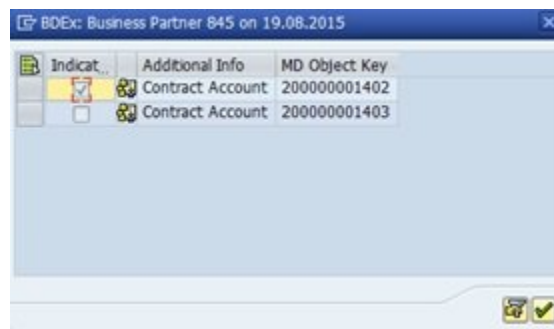 BDEx: Business Partner 845 on 19.08.2015
Indicat.. Additional Info MD Object Key
Contract Account 200000001402
Contract Account 200000001403